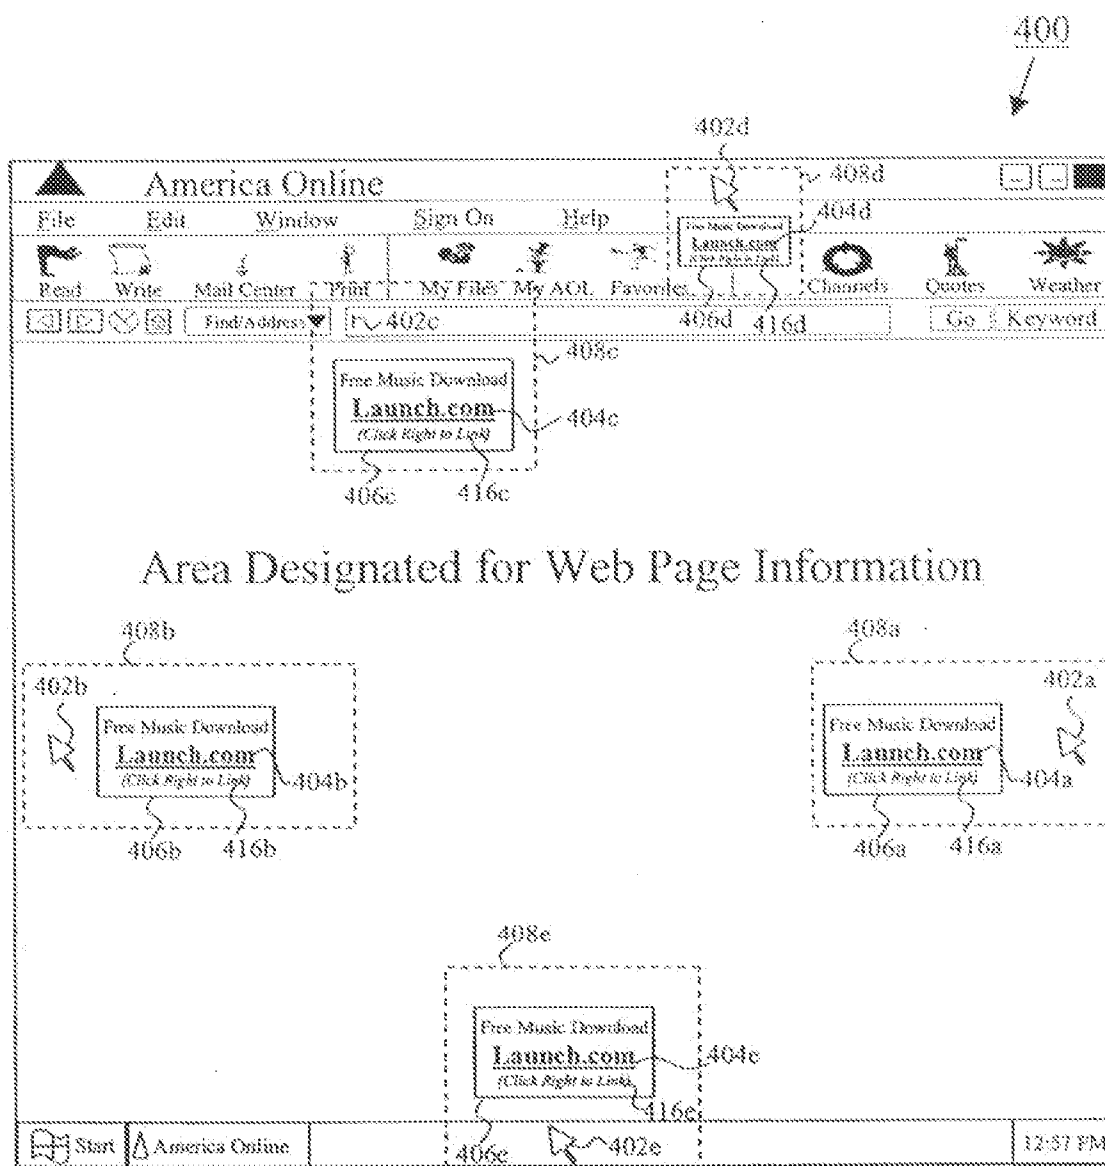 400
402d
America Online
408d
File Edit Window Sign On Help
404d
Free Music Download
Launch.com
Read Write Mail Center Print My Files My AOL Favorites Channels Quotes Weather
Find/Address 402c 406d 416d Go Keyword
408c
Free Music Download
Launch.com
404c
(Click Right to Link)
406c 416c
Area Designated for Web Page Information
408b 408a
402b 402a
Free Music Download Free Music Download
Launch.com Launch.com
(Click Right to Link) 404b (Click Right to Link) 404a
406b 416b 406a 416a
408e
Free Music Download
Launch.com 404e
(Click Right to Link)
416e
Start America Online 406e 402e 12:57 PM